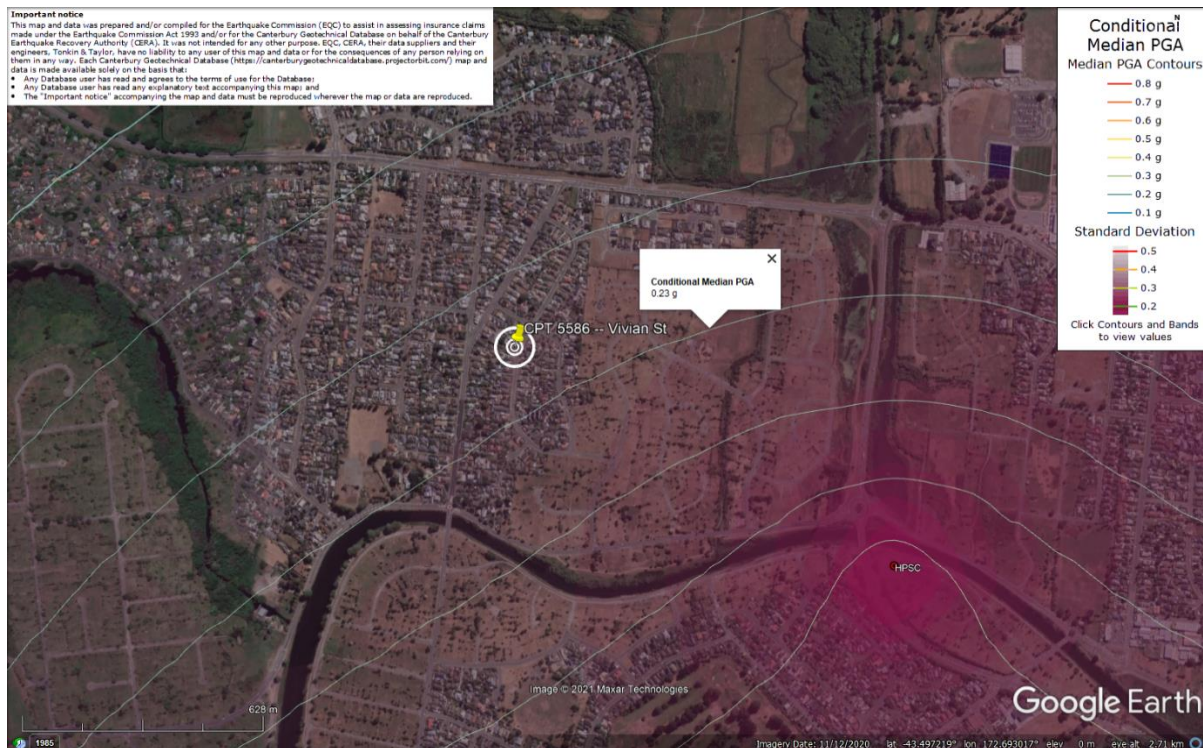 Important notice
This map and data was prepared and/or compiled for the Earthquake Commission (EQC) to assist in assessing insurance claims
made under the Earthquake Commission Act 1993 and/or for the Canterbury Geotechnical Database on behalf of the Canterbury
Earthquake Recovery Authority (CERA). It was not intended for any other purpose. EQC, CERA, their data suppliers and their
engineers, Tonkin & Taylor, have no liability to any user of this map and data or for the consequences of any person relying on
them in any way. Each Canterbury Geotechnical Database (https://canterburygeotechnicaldatabase.projectorbit.com/) map and
data is made available solely on the basis that:
• Any Database user has read and agrees to the terms of use for the Database;
• Any Database user has read any explanatory text accompanying this map; and
• The "Important notice" accompanying the map and data must be reproduced wherever the map or data are reproduced.
N
Conditional
Median PGA
Median PGA Contours
0.8 g
0.7 g
0.6 g
0.5 g
0.4 g
0.3 g
0.2 g
0.1 g
Standard Deviation
0.5
0.4
0.3
0.2
Click Contours and Bands
to view values
Conditional Median PGA
0.23 g
CPT 5586 -- Vivian St
HPSC
Image © 2021 Maxar Technologies
628 m
Google Earth
1985
Imagery Date: 11/12/2020 lat -43.497219° lon 172.693017° elev 0 m eye alt 2.71 km